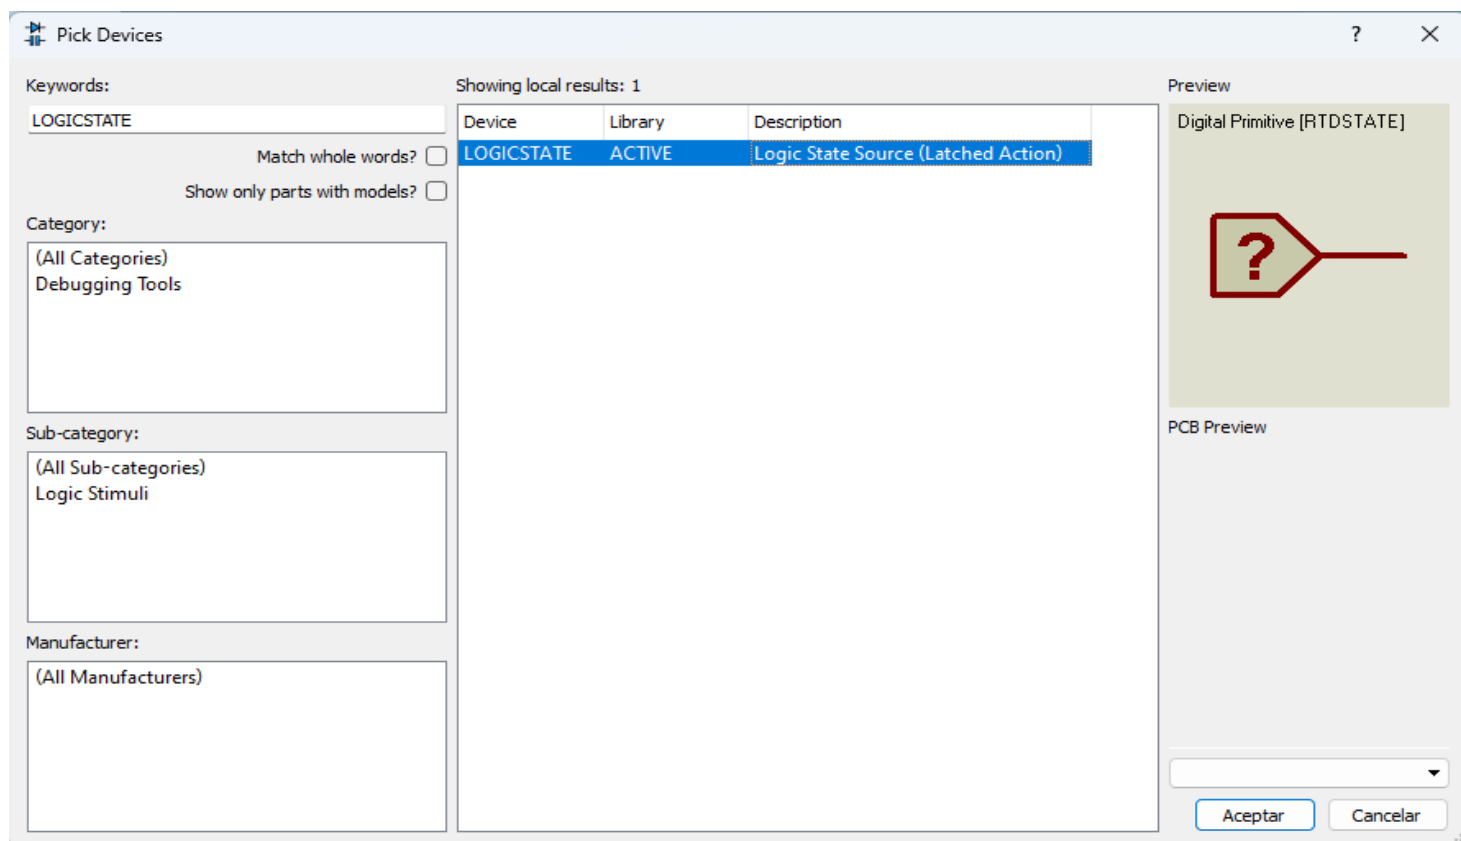 Pick Devices
?
Keywords:
LOGICSTATE
Match whole words?
Show only parts with models?
Category:
(All Categories)
Debugging Tools
Sub-category:
(All Sub-categories)
Logic Stimuli
Manufacturer:
(All Manufacturers)
Showing local results: 1
Device Library Description
LOGICSTATE ACTIVE Logic State Source (Latched Action)
Preview
Digital Primitive [RTDSTATE]
?
PCB Preview
Aceptar Cancelar